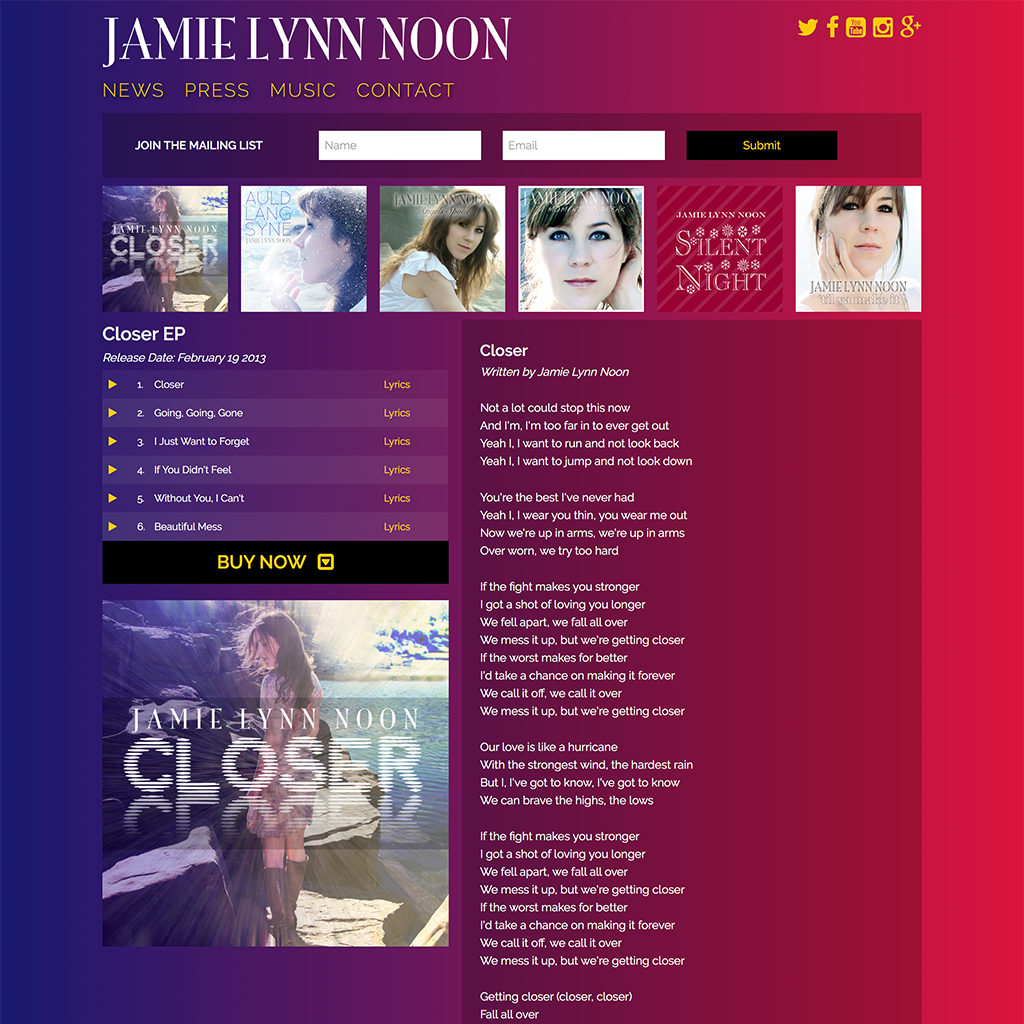 JAMIE LYNN NOON
NEWS PRESS MUSIC CONTACT
JOIN THE MAILING LIST Name Email Submit
JAMIE LYNN NOON
CLOSER
AULD
LANG
SYNE
JAMIE LYNN NOON
JAMIE LYNN NOON
JAMIE LYNN NOON
JAMIE LYNN NOON
SILENT
NIGHT
JAMIE LYNN NOON
'til ya make it
Closer EP
Release Date: February 19 2013
1. Closer Lyrics
2. Going, Going, Gone Lyrics
3. I Just Want to Forget Lyrics
4. If You Didn't Feel Lyrics
5. Without You, I Can't Lyrics
6. Beautiful Mess Lyrics
BUY NOW
JAMIE LYNN NOON
CLOSER
Closer
Written by Jamie Lynn Noon
Not a lot could stop this now
And I'm, I'm too far in to ever get out
Yeah I, I want to run and not look back
Yeah I, I want to jump and not look down
You're the best I've never had
Yeah I, I wear you thin, you wear me out
Now we're up in arms, we're up in arms
Over worn, we try too hard
If the fight makes you stronger
I got a shot of loving you longer
We fell apart, we fall all over
We mess it up, but we're getting closer
If the worst makes for better
I'd take a chance on making it forever
We call it off, we call it over
We mess it up, but we're getting closer
Our love is like a hurricane
With the strongest wind, the hardest rain
But I, I've got to know, I've got to know
We can brave the highs, the lows
If the fight makes you stronger
I got a shot of loving you longer
We fell apart, we fall all over
We mess it up, but we're getting closer
If the worst makes for better
I'd take a chance on making it forever
We call it off, we call it over
We mess it up, but we're getting closer
Getting closer (closer, closer)
Fall all over